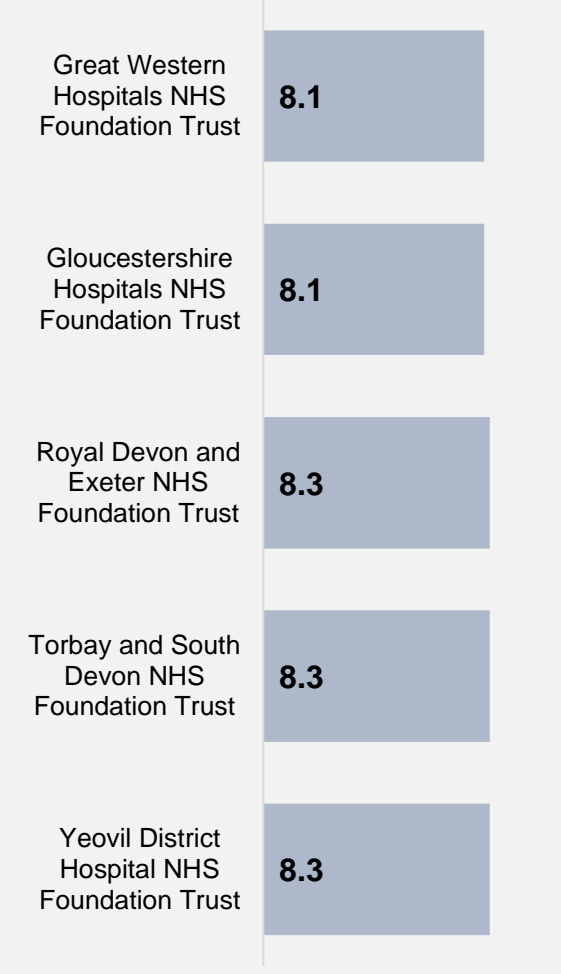 Great Western
Hospitals NHS
Foundation Trust
8.1
Gloucestershire
Hospitals NHS
Foundation Trust
8.1
Royal Devon and
Exeter NHS
Foundation Trust
8.3
Torbay and South
Devon NHS
Foundation Trust
8.3
Yeovil District
Hospital NHS
Foundation Trust
8.3